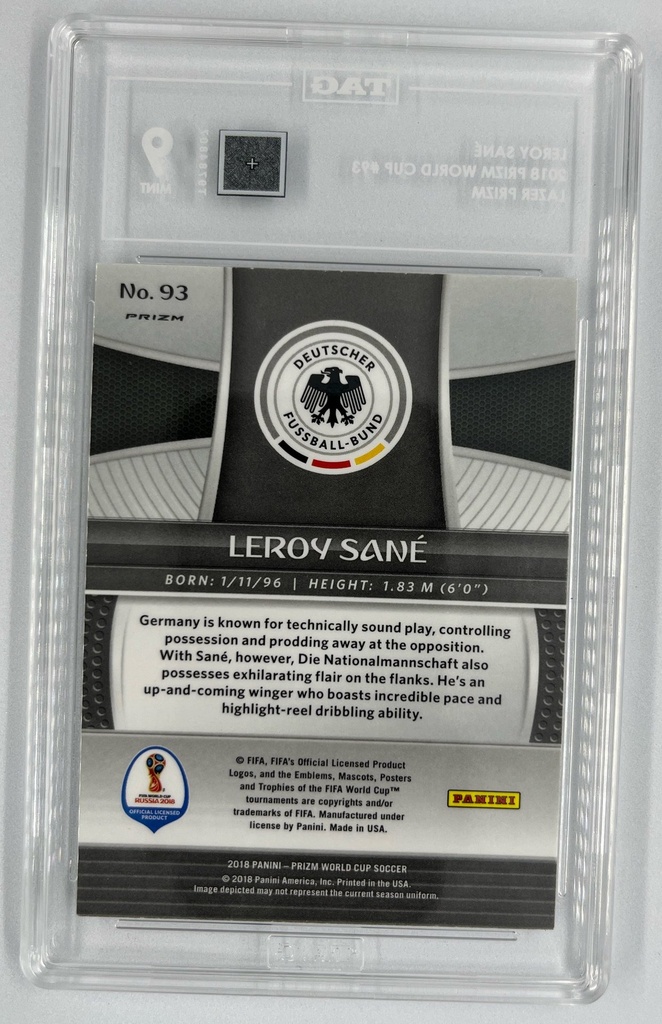 TAG
LEROY SANÉ
2018 PRIZM WORLD CUP #93
LAZER PRIZM
9
MINT
No. 93
PRIZM
DEUTSCHER
FUSSBALL-BUND
LEROY SANÉ
BORN: 1/11/96 | HEIGHT: 1.83 M (6'0")
Germany is known for technically sound play, controlling
possession and prodding away at the opposition.
With Sané, however, Die Nationalmannschaft also
possesses exhilarating flair on the flanks. He's an
up-and-coming winger who boasts incredible pace and
highlight-reel dribbling ability.
FIFA WORLD CUP
RUSSIA 2018
OFFICIAL LICENSED
PRODUCT
© FIFA, FIFA's Official Licensed Product
Logos, and the Emblems, Mascots, Posters
and Trophies of the FIFA World Cup™
tournaments are copyrights and/or
trademarks of FIFA. Manufactured under
license by Panini. Made in USA.
PANINI
2018 PANINI – PRIZM WORLD CUP SOCCER
© 2018 Panini America, Inc. Printed in the USA.
Image depicted may not represent the current season uniform.